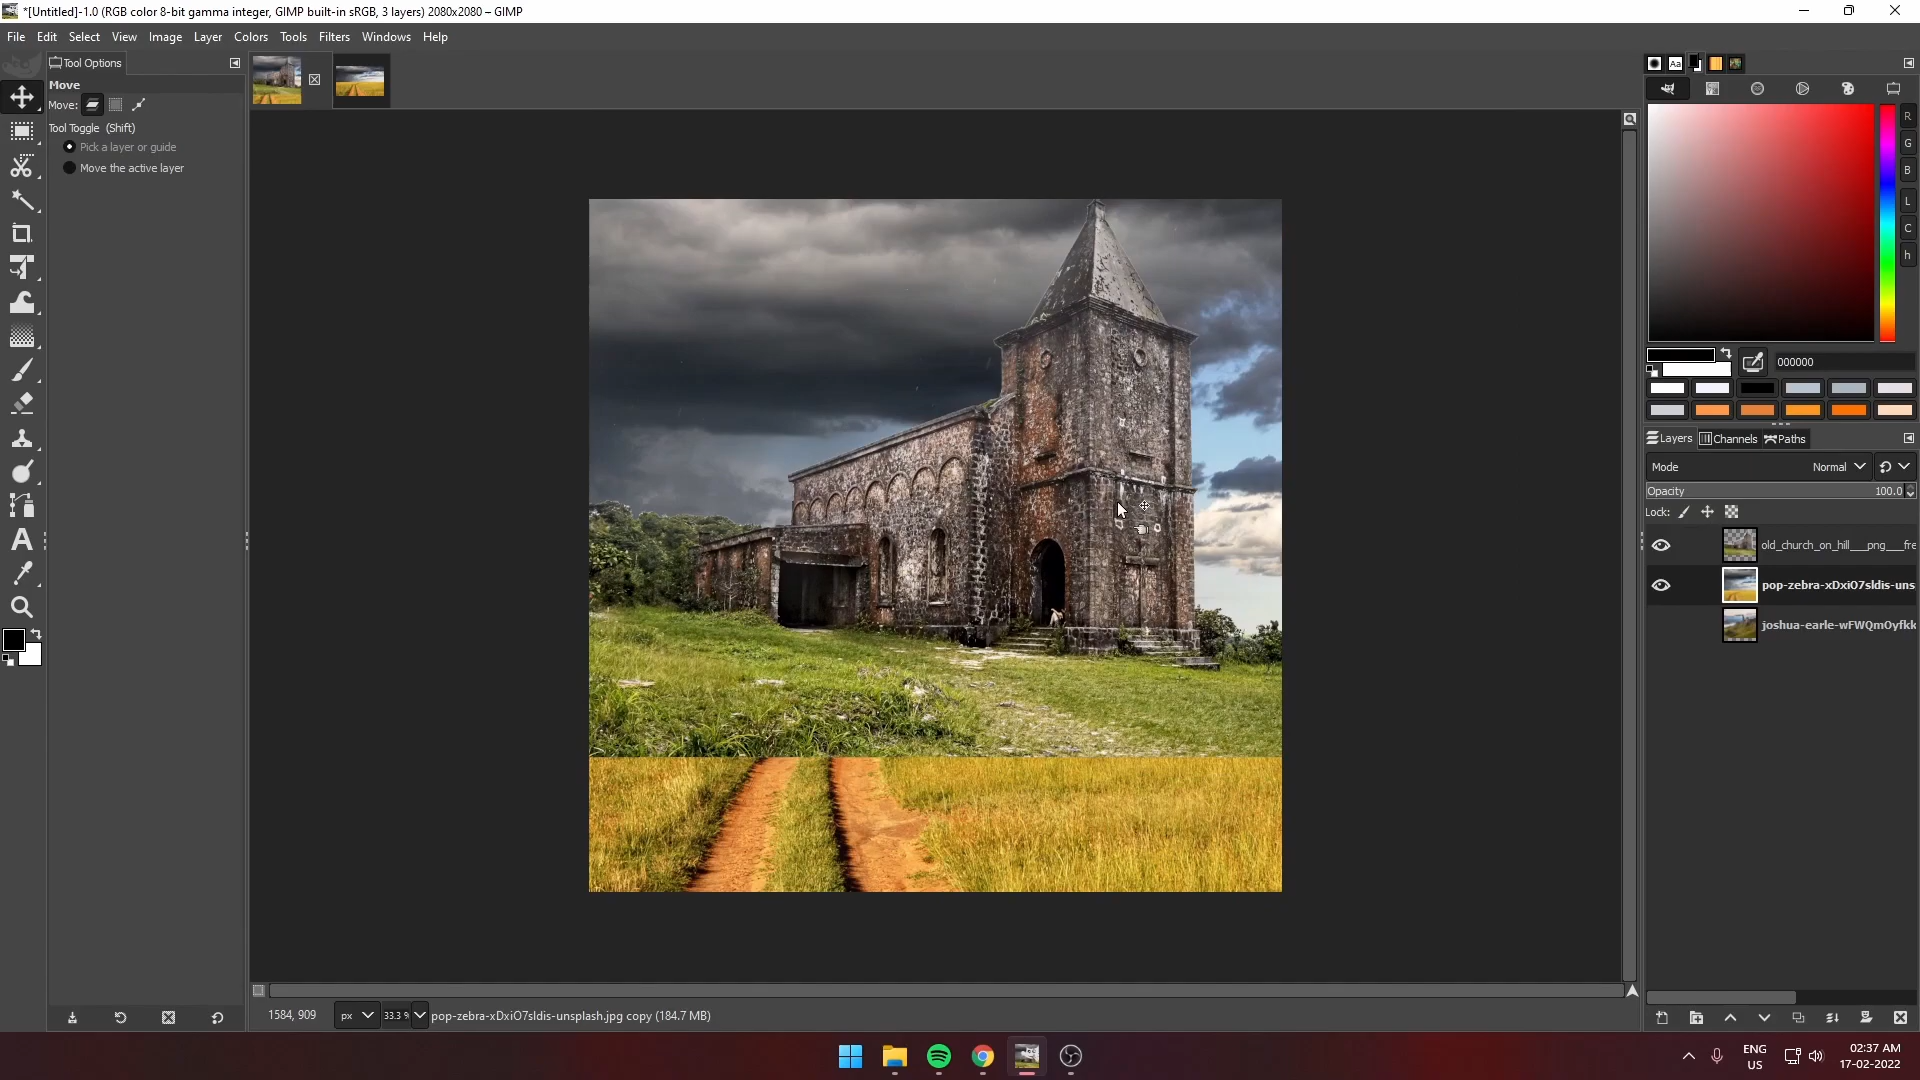 *[Untitled]-1.0 (RGB color 8-bit gamma integer, GIMP built-in sRGB, 3 layers) 2080x2080 – GIMP
File Edit Select View Image Layer Colors Tools Filters Windows Help
Tool Options
Move
Move:
Tool Toggle (Shift)
Pick a layer or guide
Move the active layer
Aa
R
G
B
L
C
h
000000
Layers Channels Paths
Mode Normal
Opacity 100.0
Lock:
old_church_on_hill___png___fre
pop-zebra-xDxiO7sldis-uns
joshua-earle-wFWQmOyfkk
A
1584, 909 px 33.3 % pop-zebra-xDxiO7sldis-unsplash.jpg copy (184.7 MB)
ENG
US
02:37 AM
17-02-2022